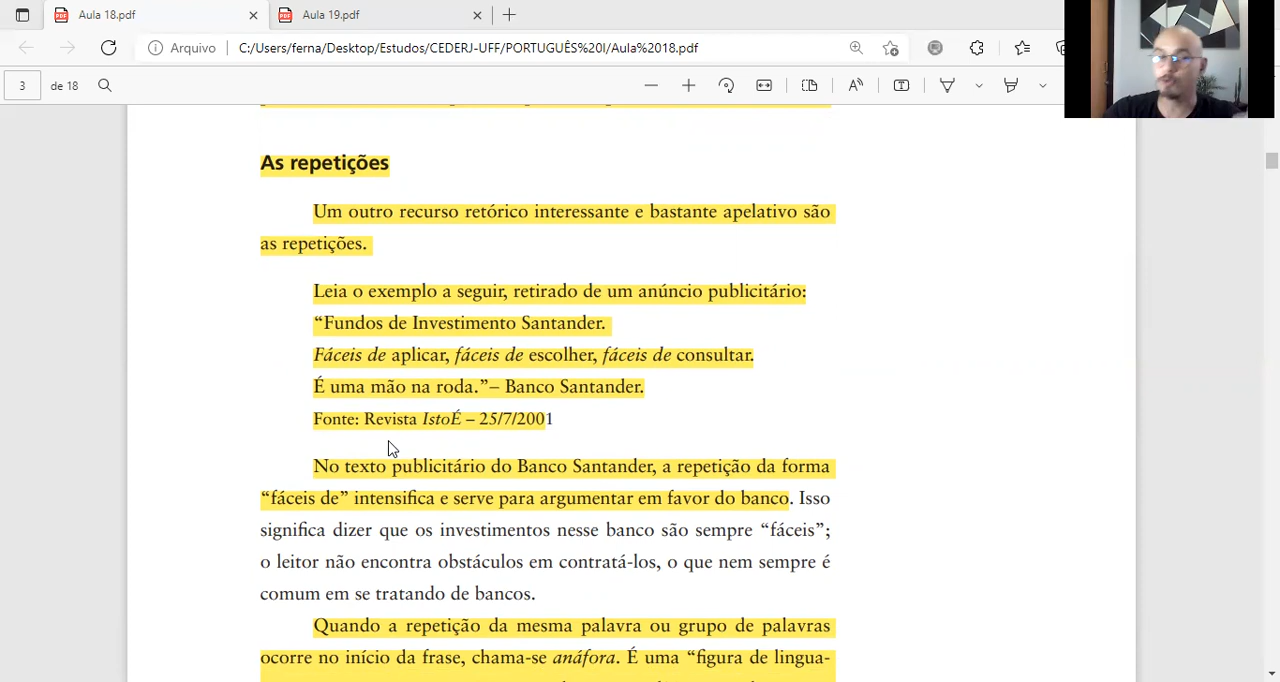 Aula 18.pdf
Aula 19.pdf
Arquivo
C:/Users/ferna/Desktop/Estudos/CEDERJ-UFF/PORTUGUÊS%20I/Aula%2018.pdf
3
de 18
As repetições
Um outro recurso retórico interessante e bastante apelativo são
as repetições.
Leia o exemplo a seguir, retirado de um anúncio publicitário:
“Fundos de Investimento Santander.
Fáceis de aplicar, fáceis de escolher, fáceis de consultar.
É uma mão na roda.”– Banco Santander.
Fonte: Revista IstoÉ – 25/7/2001
No texto publicitário do Banco Santander, a repetição da forma
“fáceis de” intensifica e serve para argumentar em favor do banco. Isso
significa dizer que os investimentos nesse banco são sempre “fáceis”;
o leitor não encontra obstáculos em contratá-los, o que nem sempre é
comum em se tratando de bancos.
Quando a repetição da mesma palavra ou grupo de palavras
ocorre no início da frase, chama-se anáfora. É uma “figura de lingua-